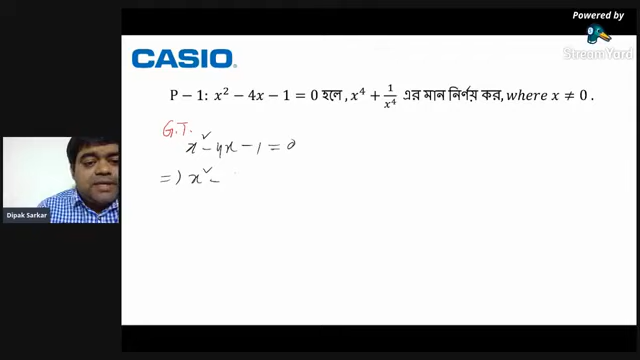 Powered by
StreamYard
CASIO
P − 1: x² − 4x − 1 = 0 হলে , x⁴ + 1/x⁴ এর মান নির্ণয় কর, where x ≠ 0 .
G.T.
x² − 4x − 1 = 0
=) x² −
Dipak Sarkar